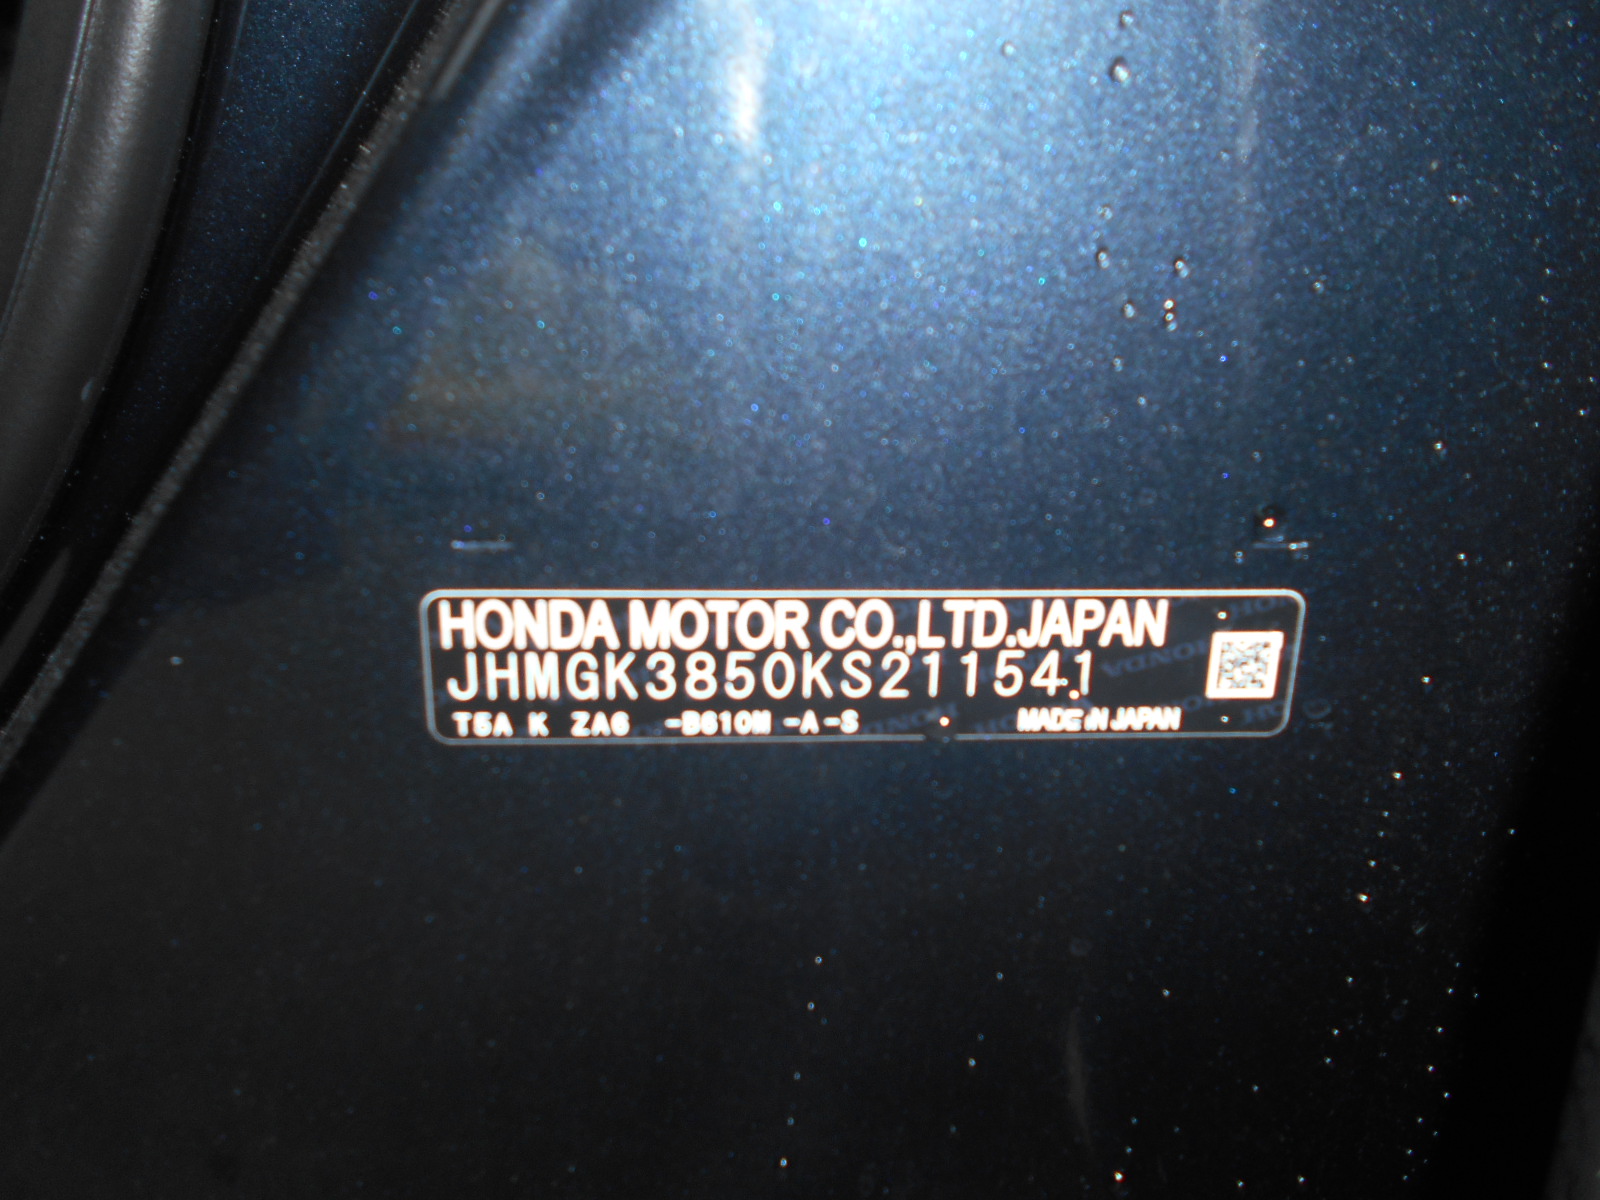 HONDA MOTOR CO.,LTD.JAPAN
JHMGK3850KS211541
T5A K ZA6 -B610M -A-S MADE IN JAPAN